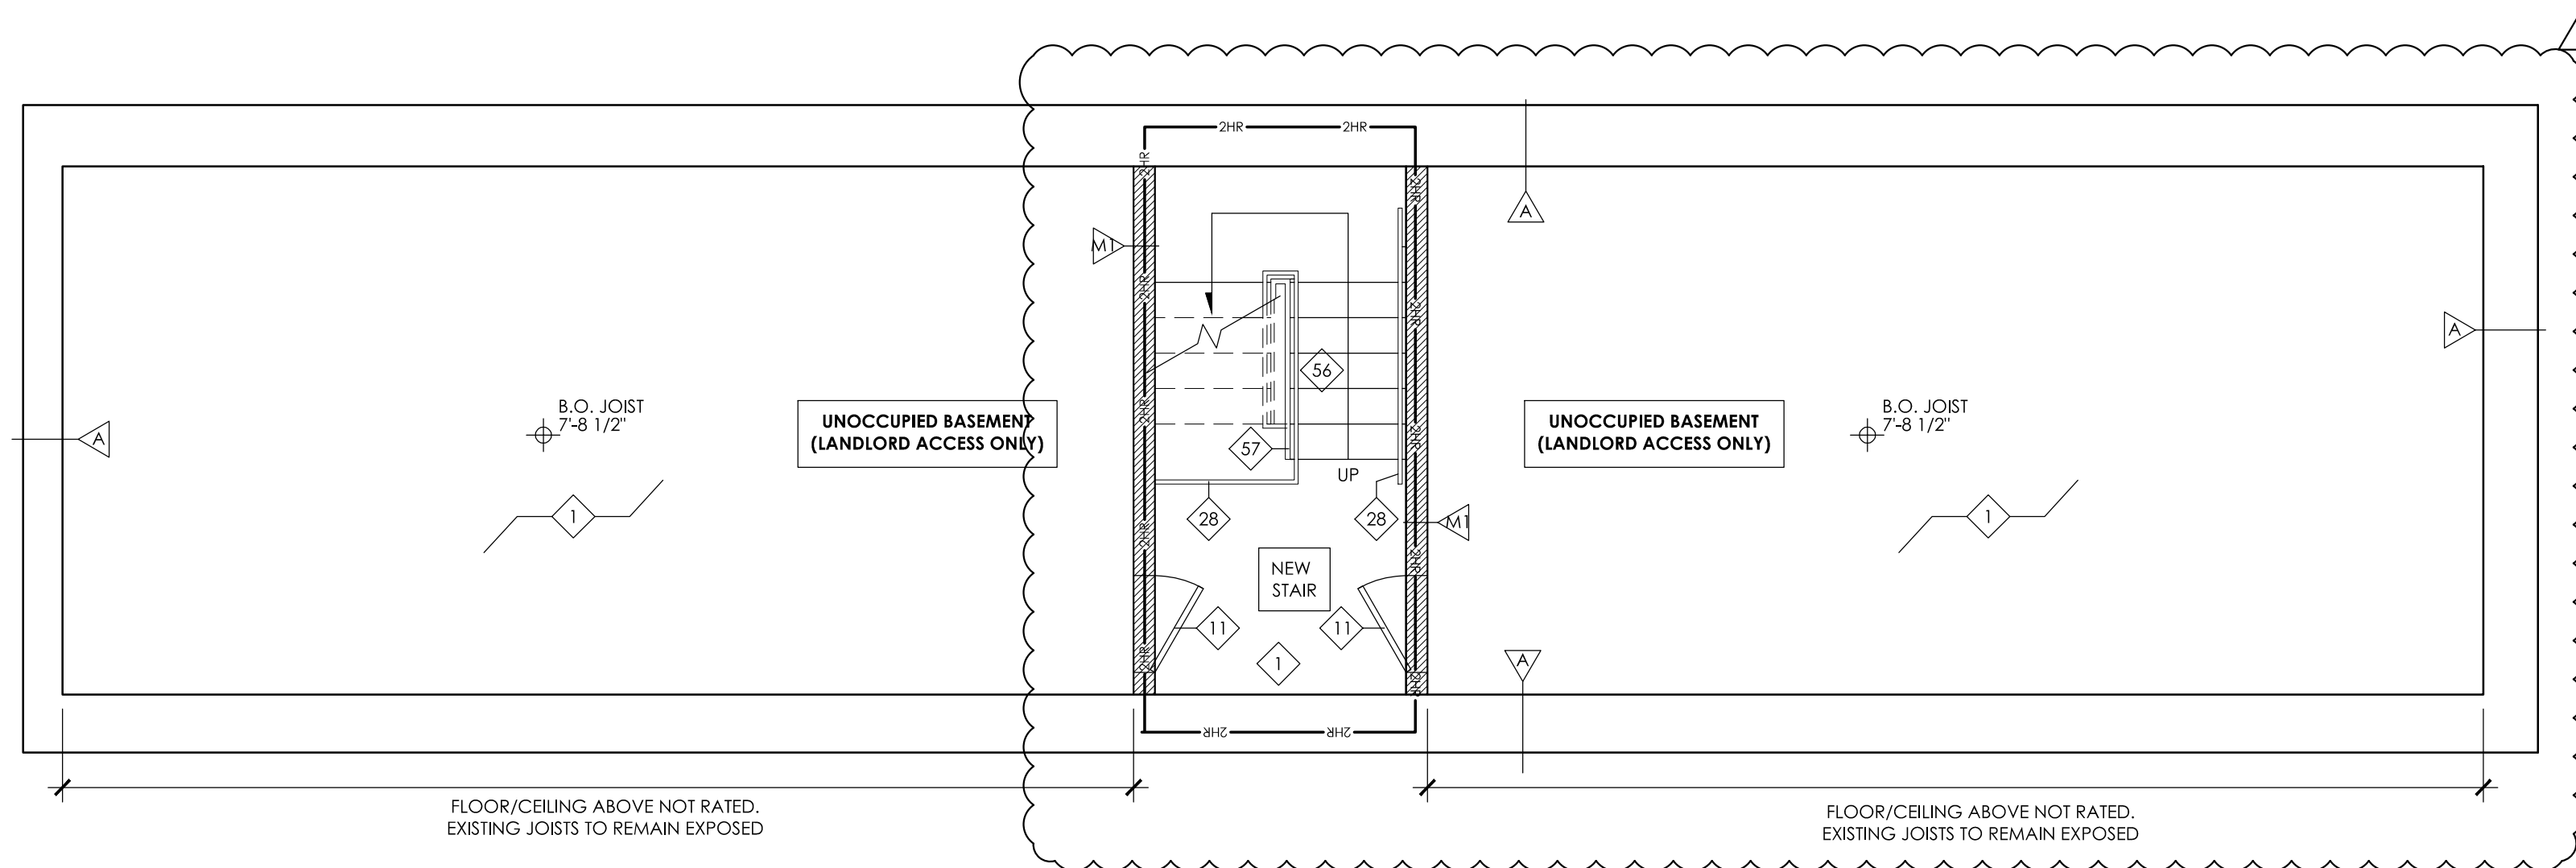 2HR
2HR
2HR
2HR
A
M1
2HR
2HR
A
56
B.O. JOIST
7'-8 1/2"
B.O. JOIST
7'-8 1/2"
UNOCCUPIED BASEMENT
(LANDLORD ACCESS ONLY)
UNOCCUPIED BASEMENT
(LANDLORD ACCESS ONLY)
2HR
2HR
A
57
UP
1
28
28
M1
1
2HR
2HR
NEW
STAIR
11
11
1
2HR
2HR
A
2HR
2HR
FLOOR/CEILING ABOVE NOT RATED.
EXISTING JOISTS TO REMAIN EXPOSED
FLOOR/CEILING ABOVE NOT RATED.
EXISTING JOISTS TO REMAIN EXPOSED